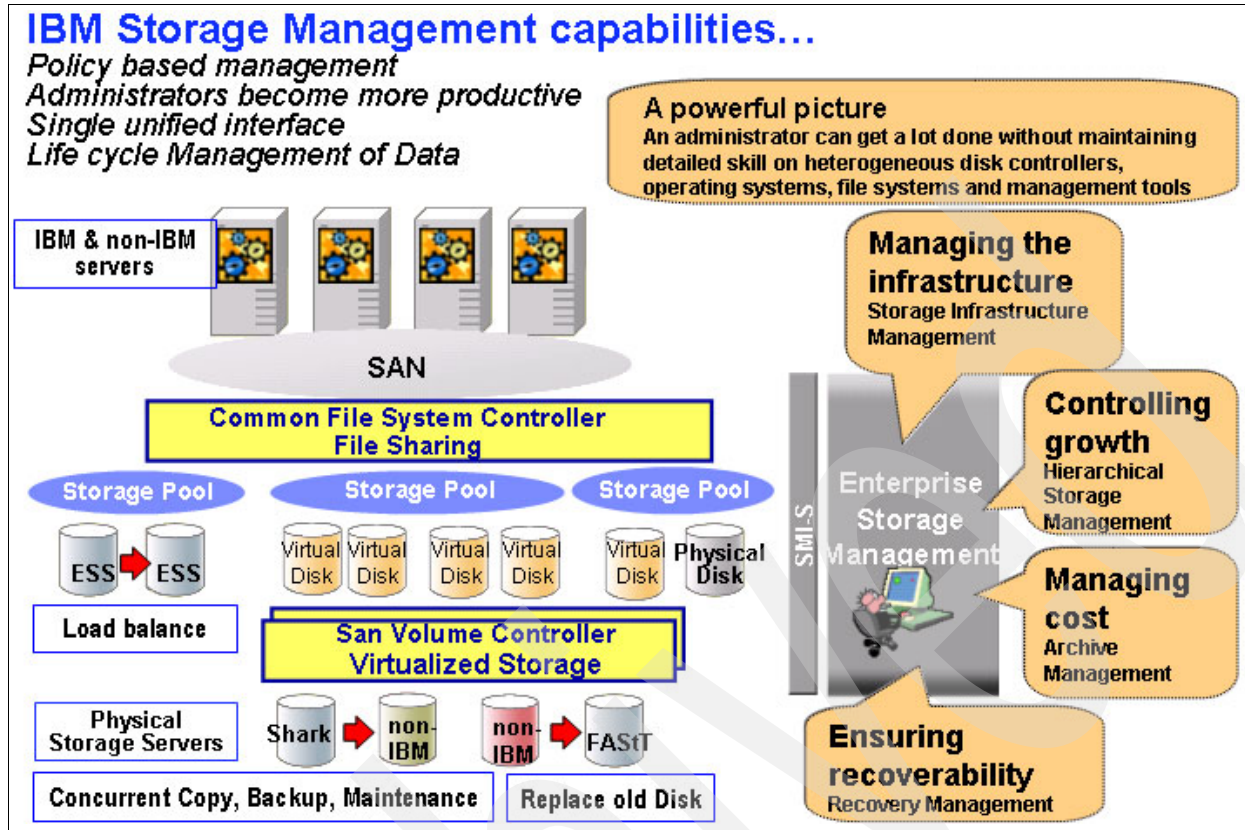 IBM Storage Management capabilities...
Policy based management
Administrators become more productive
Single unified interface
Life cycle Management of Data
A powerful picture
An administrator can get a lot done without maintaining
detailed skill on heterogeneous disk controllers,
operating systems, file systems and management tools
IBM & non-IBM
servers
SAN
Common File System Controller
File Sharing
Storage Pool
Storage Pool
Storage Pool
ESS
ESS
Virtual
Disk
Virtual
Disk
Virtual
Disk
Virtual
Disk
Virtual
Disk
Physical
Disk
Load balance
San Volume Controller
Virtualized Storage
Physical
Storage Servers
Shark
non-
IBM
non-
IBM
FAStT
Concurrent Copy, Backup, Maintenance
Replace old Disk
SMI-S
Enterprise
Storage
Management
Managing the
infrastructure
Storage Infrastructure
Management
Controlling
growth
Hierarchical
Storage
Management
Managing
cost
Archive
Management
Ensuring
recoverability
Recovery Management